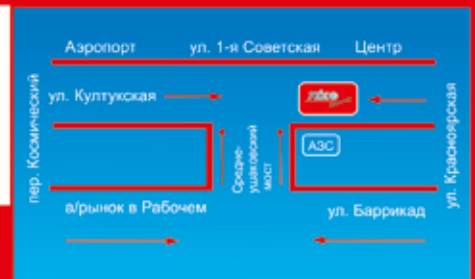 Аэропорт ул. 1-я Советская Центр
ул. Култукская
пер. Космический
АЗС
Средне-
ушаковский
мост
ул. Красноярская
а/рынок в Рабочем
ул. Баррикад